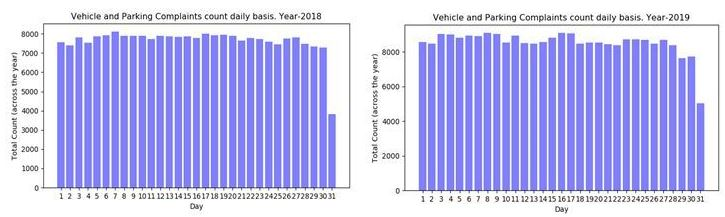 Vehicle and Parking Complaints count daily basis. Year-2018
8000
7000
6000
5000
4000
3000
2000
1000
0
Total Count (across the year)
1 2 3 4 5 6 7 8 9 10 11 12 13 14 15 16 17 18 19 20 21 22 23 24 25 26 27 28 29 30 31
Day
Vehicle and Parking Complaints count daily basis. Year-2019
8000
6000
4000
2000
0
Total Count (across the year)
1 2 3 4 5 6 7 8 9 10 11 12 13 14 15 16 17 18 19 20 21 22 23 24 25 26 27 28 29 30 31
Day